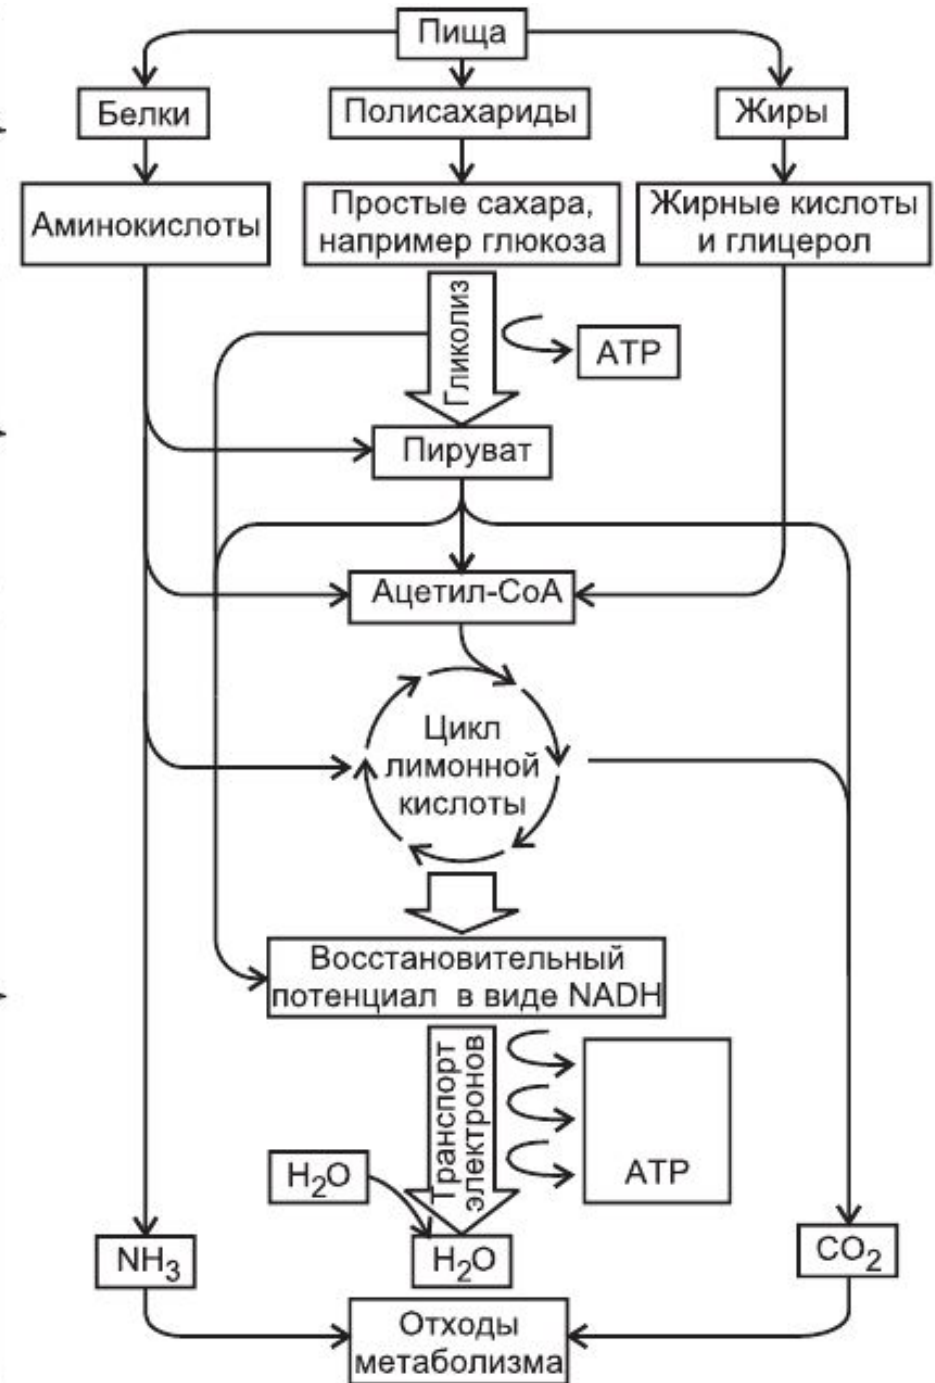 Пища
Белки
Полисахариды
Жиры
Аминокислоты
Простые сахара,
например глюкоза
Жирные кислоты
и глицерол
Гликолиз
ATP
Пируват
Ацетил-CoA
Цикл
лимонной
кислоты
Восстановительный
потенциал в виде NADH
Транспорт
электронов
ATP
H₂O
H₂O
NH₃
CO₂
Отходы
метаболизма